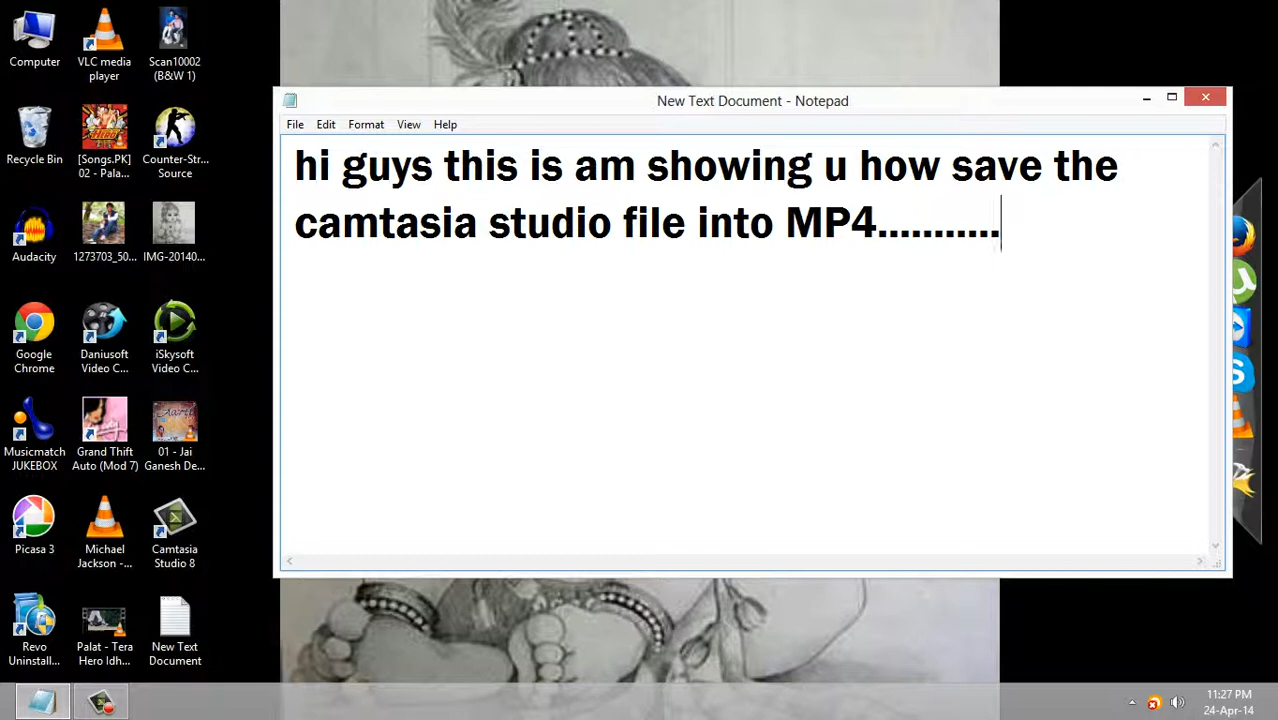 Computer
VLC media
player
Scan10002
(B&W 1)
Recycle Bin
[Songs.PK]
02 - Pala...
Counter-Str...
Source
Audacity
1273703_50...
IMG-20140...
Google
Chrome
Daniusoft
Video C...
iSkysoft
Video C...
Musicmatch
JUKEBOX
Grand Thift
Auto (Mod 7)
01 - Jai
Ganesh De...
Picasa 3
Michael
Jackson -...
Camtasia
Studio 8
Revo
Uninstall...
Palat - Tera
Hero Idh...
New Text
Document
New Text Document - Notepad
File Edit Format View Help
hi guys this is am showing u how save the
camtasia studio file into MP4...........
11:27 PM
24-Apr-14